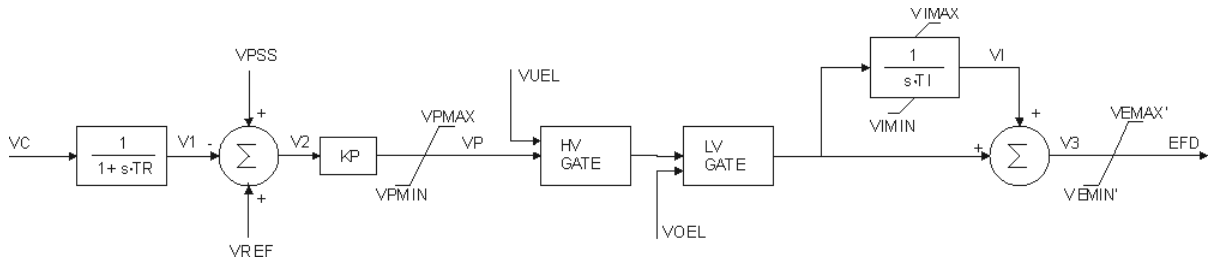 VPSS
VUEL
VIMAX
1
s·TI
VI
VIMIN
VC
1
1+ s·TR
V1
-
+
Σ
+
V2
KP
VPMAX
VP
VPMIN
HV
GATE
LV
GATE
+
+
Σ
V3
VEMAX'
EFD
VEMIN'
VREF
VOEL